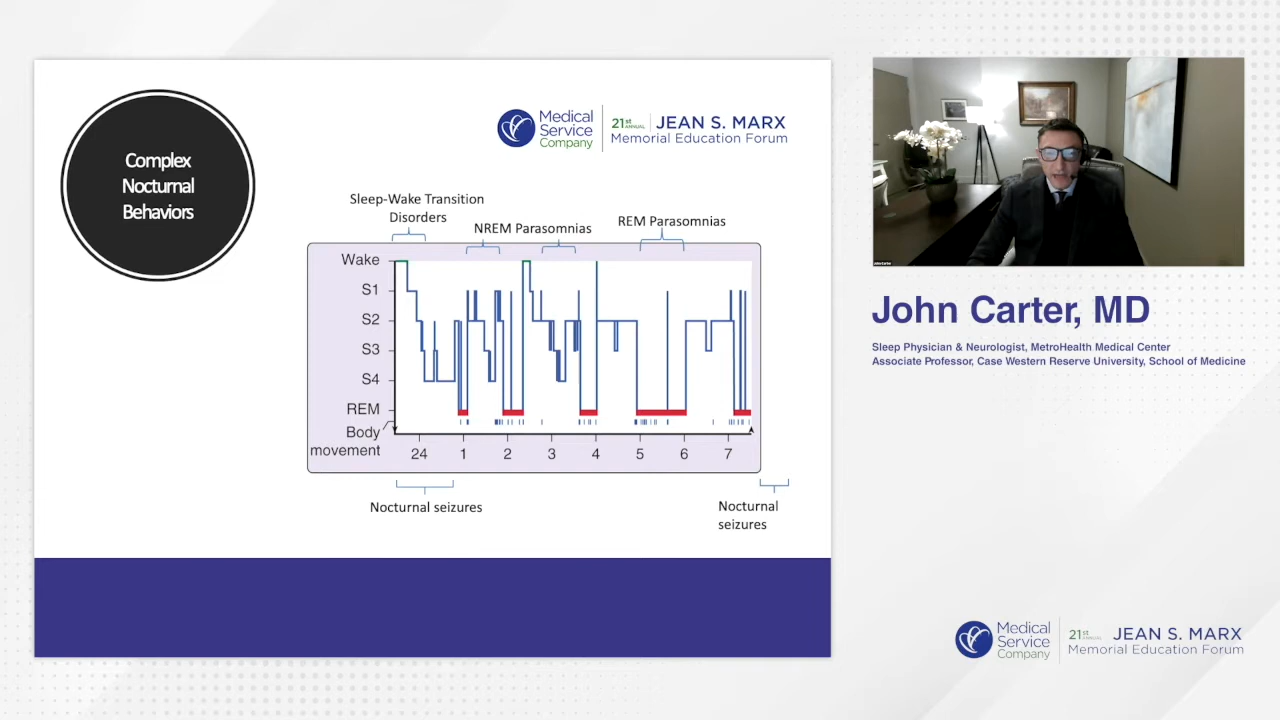 Complex
Nocturnal
Behaviors
Medical
Service
Company
21st
ANNUAL
JEAN S. MARX
Memorial Education Forum
Sleep-Wake Transition
Disorders
NREM Parasomnias
REM Parasomnias
Wake
S1
S2
S3
S4
REM
Body
movement
24 1 2 3 4 5 6 7
Nocturnal seizures
Nocturnal
seizures
John Carter
John Carter, MD
Sleep Physician & Neurologist, MetroHealth Medical Center
Associate Professor, Case Western Reserve University, School of Medicine
Medical
Service
Company
21st
ANNUAL
JEAN S. MARX
Memorial Education Forum